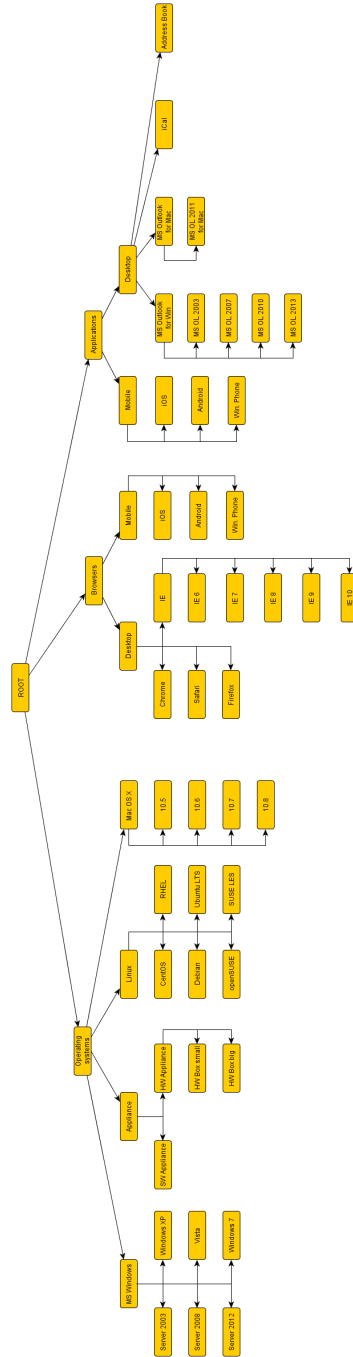 ROOT
Operating
systems
Browsers
Applications
MS Windows
Appliance
Linux
Mac OS X
Desktop
Mobile
Mobile
Desktop
Server 2003
Windows XP
Server 2008
Vista
Server 2012
Windows 7
SW Appliance
HW Appliance
HW Box small
HW Box big
CentOS
RHEL
Debian
Ubuntu LTS
openSUSE
SUSE LES
10.5
10.6
10.7
10.8
Chrome
IE
Safari
Firefox
IE 6
IE 7
IE 8
IE 9
IE 10
iOS
Android
Win. Phone
iOS
Android
Win. Phone
MS Outlook
for Win
MS OL 2003
MS OL 2007
MS OL 2010
MS OL 2013
MS Outlook
for Mac
MS OL 2011
for Mac
iCal
Address Book